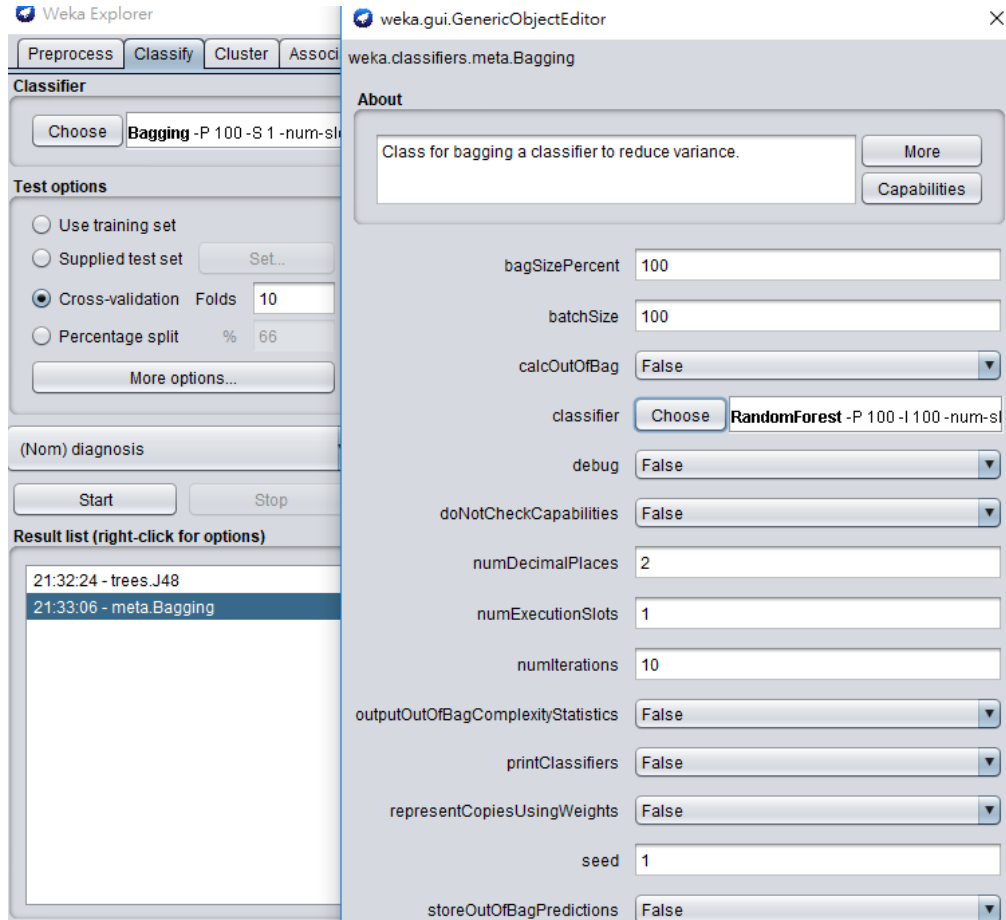 Weka Explorer
Preprocess Classify Cluster Associ
Classifier
Choose Bagging -P 100 -S 1 -num-slo
Test options
Use training set
Supplied test set Set...
Cross-validation Folds 10
Percentage split % 66
More options...
(Nom) diagnosis
Start Stop
Result list (right-click for options)
21:32:24 - trees.J48
21:33:06 - meta.Bagging
weka.gui.GenericObjectEditor
weka.classifiers.meta.Bagging
About
Class for bagging a classifier to reduce variance.
More
Capabilities
bagSizePercent 100
batchSize 100
calcOutOfBag False
classifier Choose RandomForest -P 100 -I 100 -num-sl
debug False
doNotCheckCapabilities False
numDecimalPlaces 2
numExecutionSlots 1
numIterations 10
outputOutOfBagComplexityStatistics False
printClassifiers False
representCopiesUsingWeights False
seed 1
storeOutOfBagPredictions False